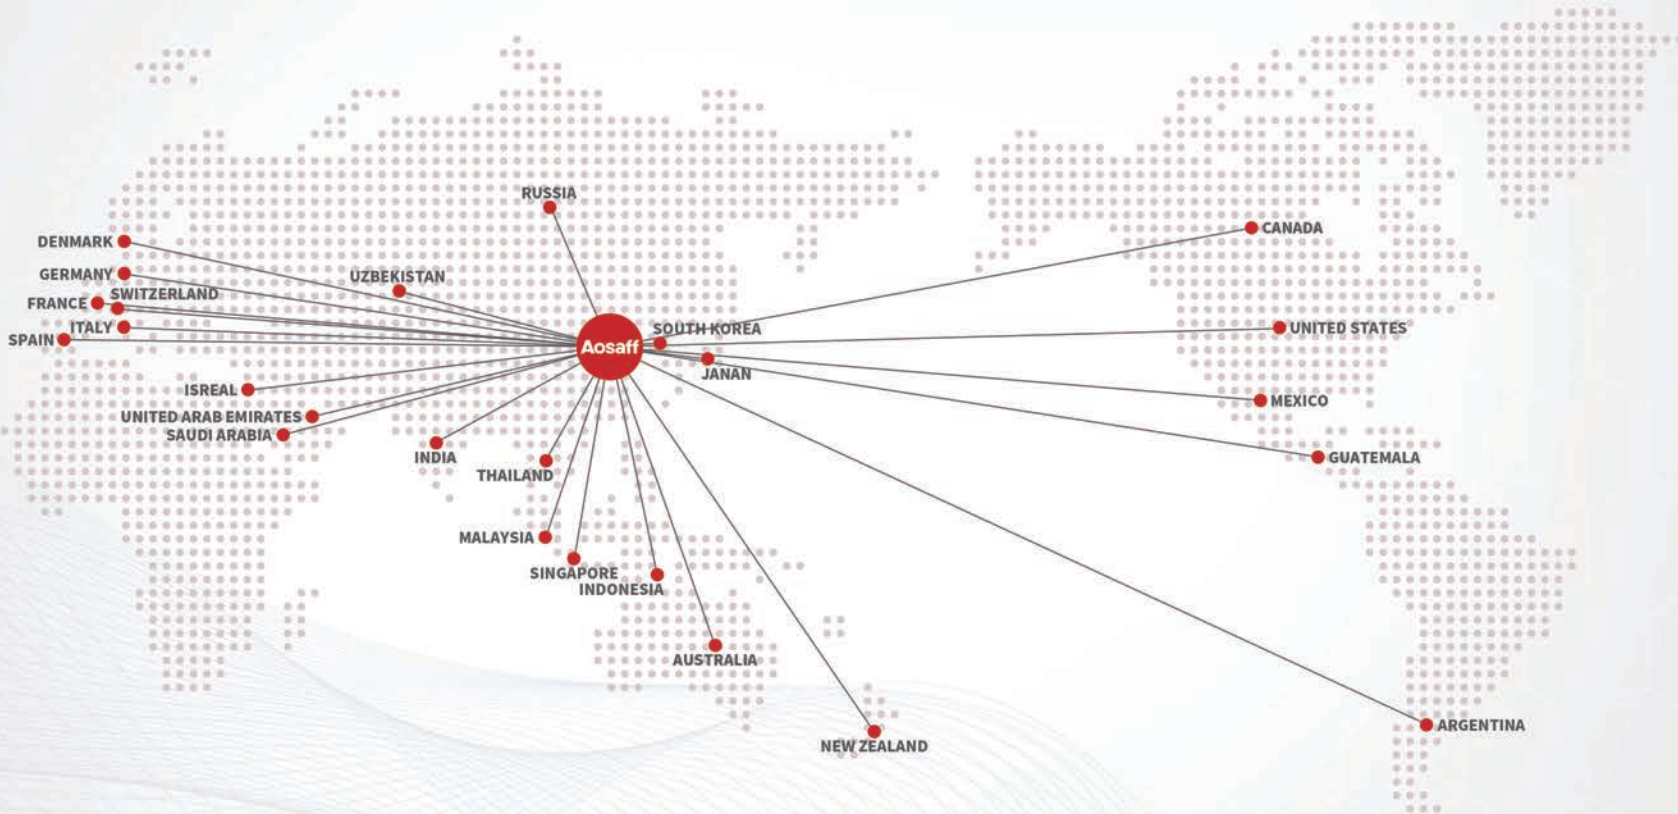 RUSSIA
CANADA
DENMARK
GERMANY
UZBEKISTAN
SWITZERLAND
FRANCE
ITALY
SOUTH KOREA
UNITED STATES
SPAIN
Aosaff
JANAN
ISREAL
MEXICO
UNITED ARAB EMIRATES
SAUDI ARABIA
INDIA
GUATEMALA
THAILAND
MALAYSIA
SINGAPORE
INDONESIA
AUSTRALIA
ARGENTINA
NEW ZEALAND